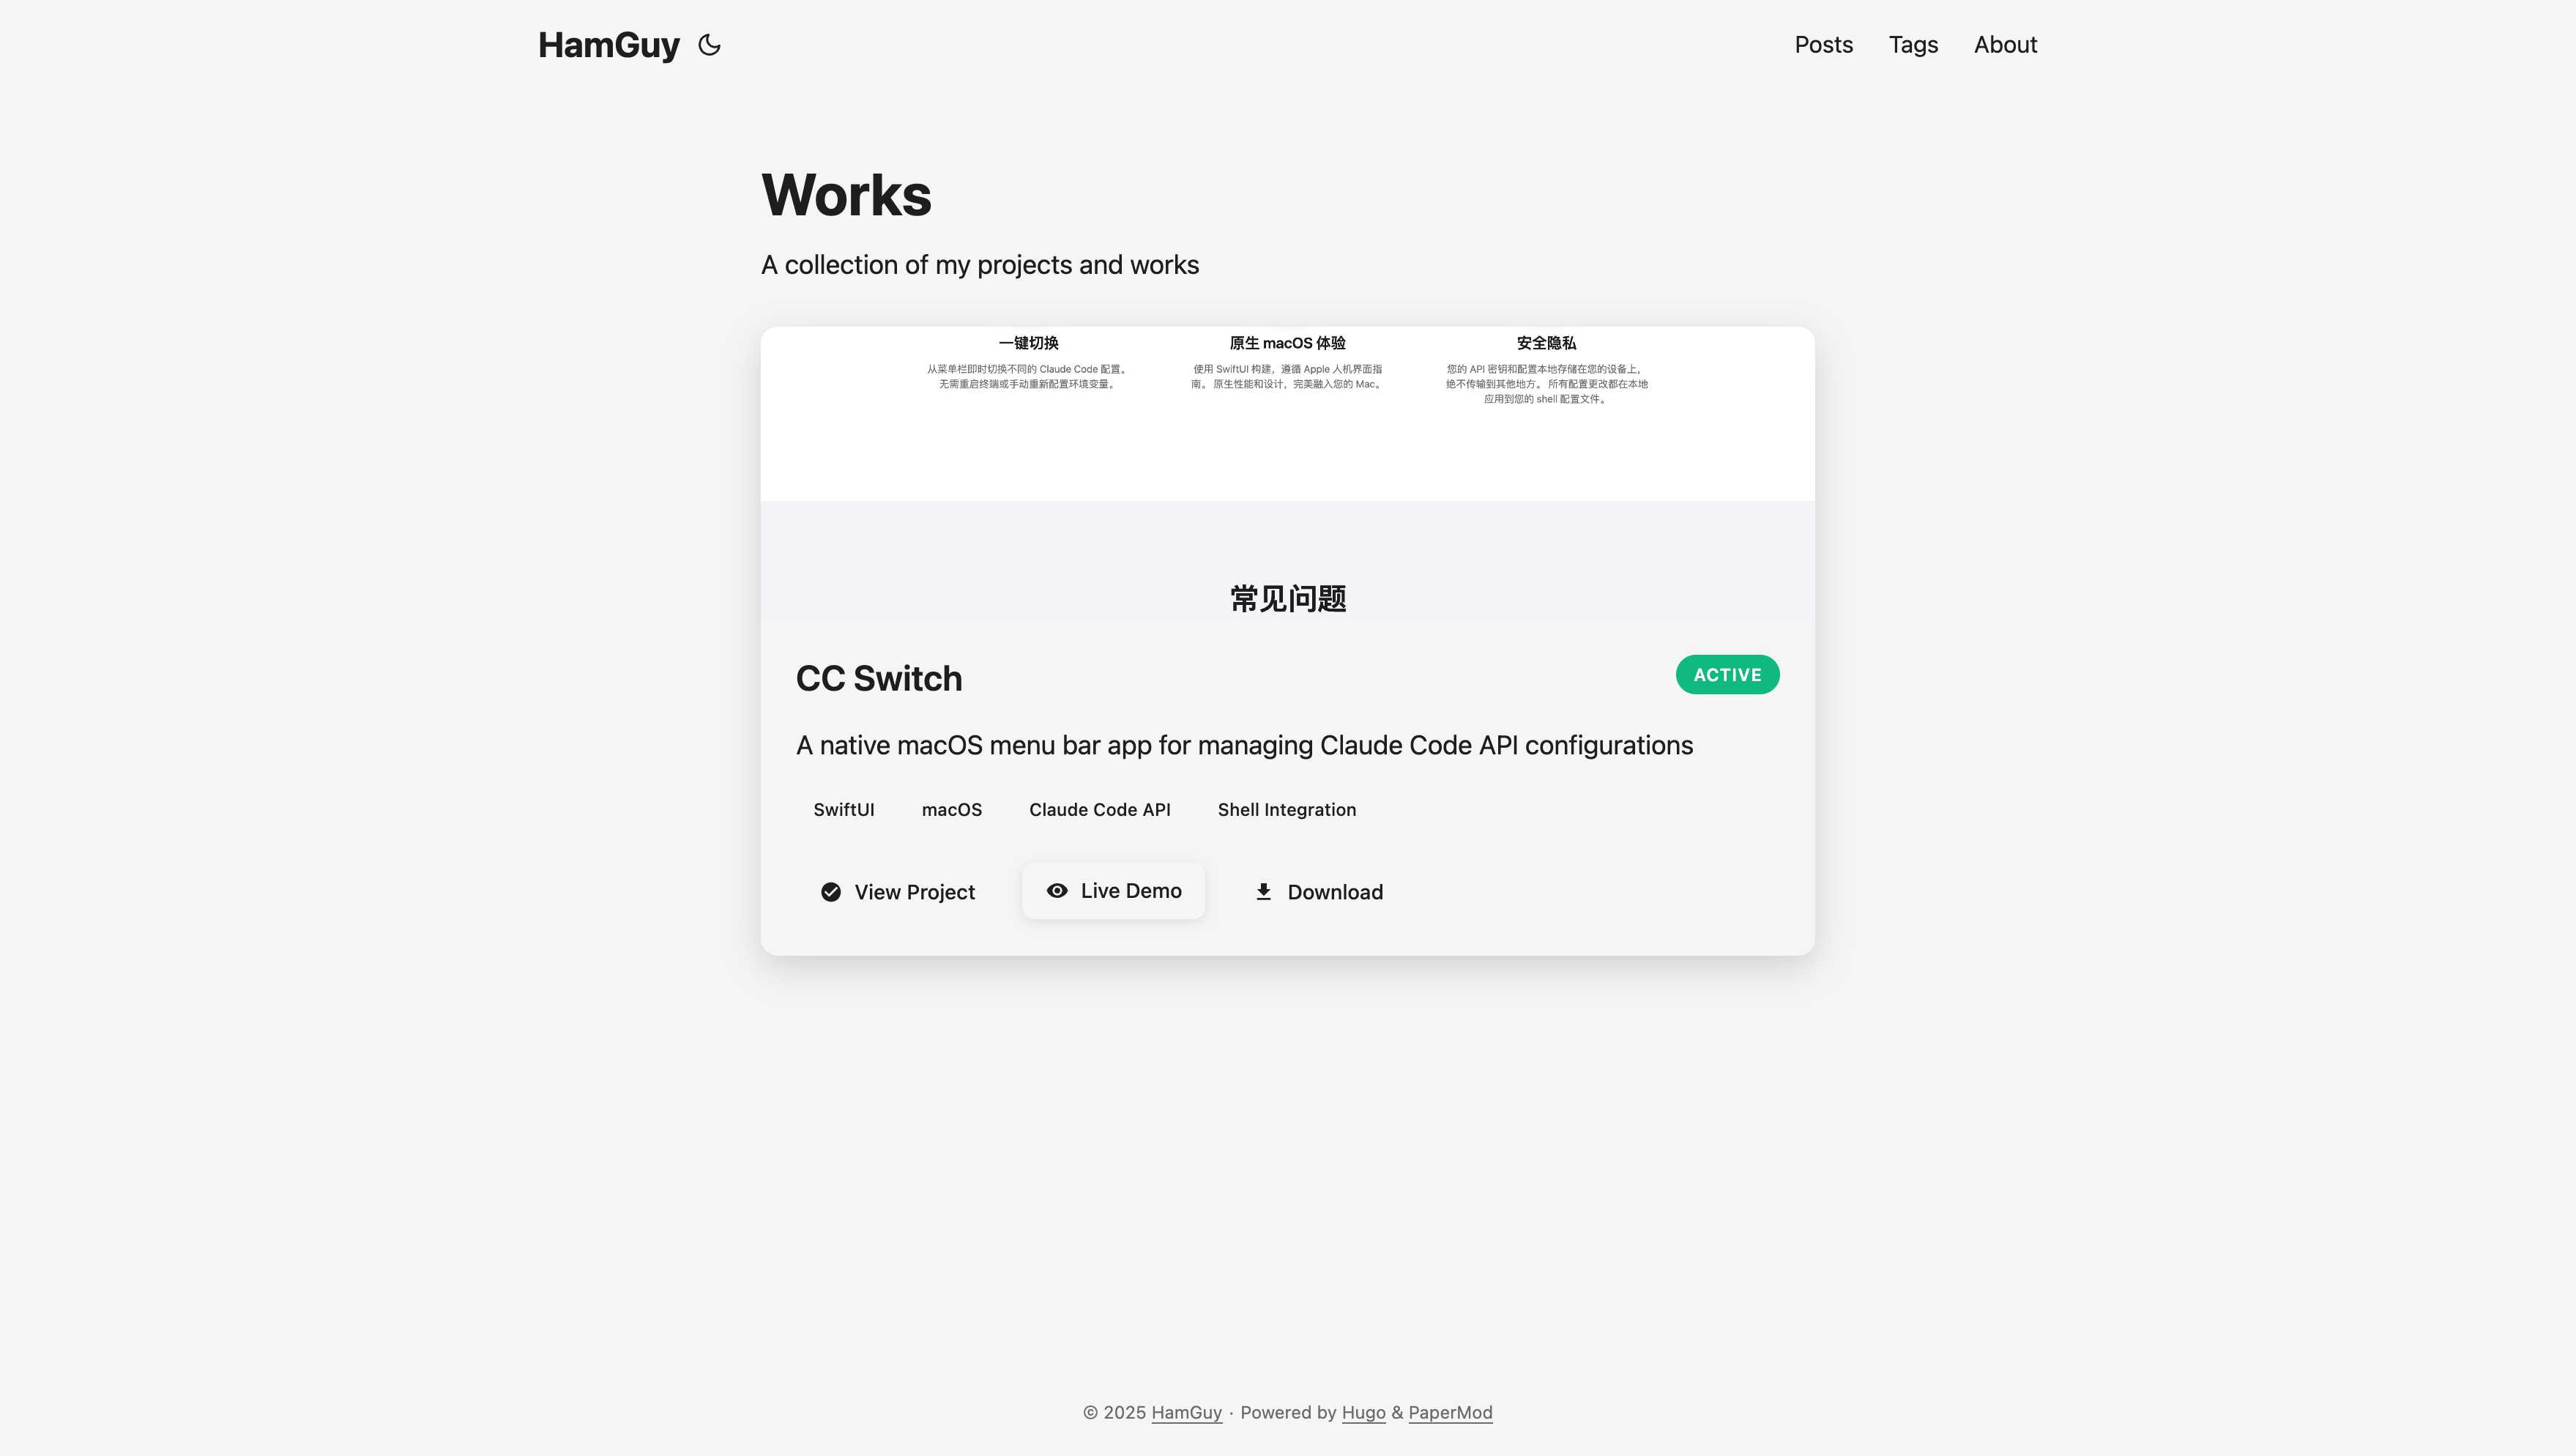 HamGuy
Posts Tags About
Works
A collection of my projects and works
一键切换
从菜单栏即时切换不同的 Claude Code 配置。
无需重启终端或手动重新配置环境变量。
原生 macOS 体验
使用 SwiftUI 构建，遵循 Apple 人机界面指
南。 原生性能和设计，完美融入您的 Mac。
安全隐私
您的 API 密钥和配置本地存储在您的设备上，
绝不传输到其他地方。 所有配置更改都在本地
应用到您的 shell 配置文件。
常见问题
CC Switch
ACTIVE
A native macOS menu bar app for managing Claude Code API configurations
SwiftUI macOS Claude Code API Shell Integration
View Project Live Demo Download
© 2025 HamGuy · Powered by Hugo & PaperMod